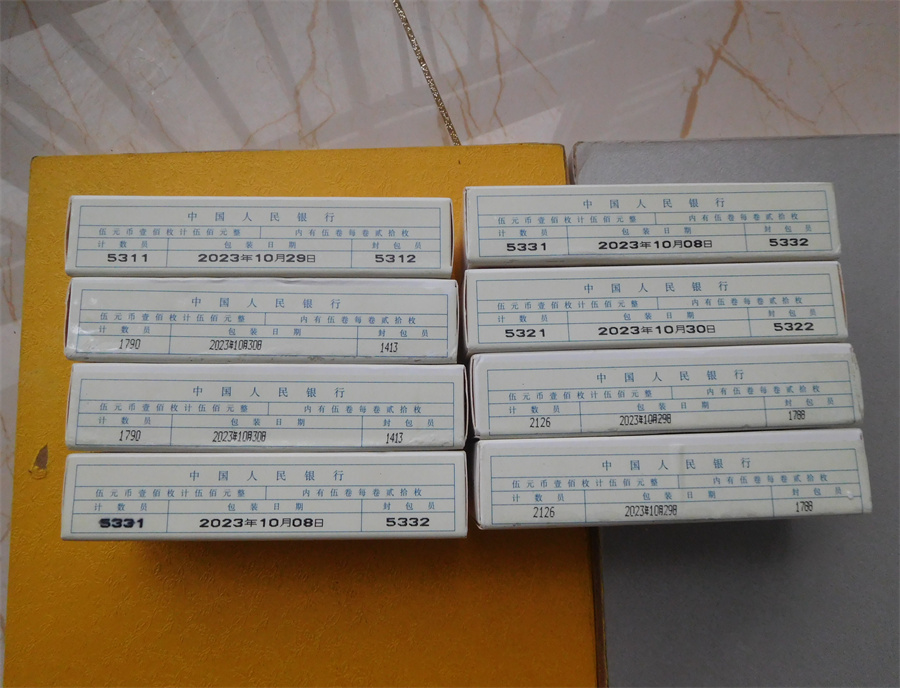 中国人民银行
伍元币壹佰枚计伍佰元整 内有伍卷每卷贰拾枚
计数员 包装日期 封包员
5311 2023年10月29日 5312
中国人民银行
伍元币壹佰枚计伍佰元整 内有伍卷每卷贰拾枚
计数员 包装日期 封包员
1790 2023年10月30日 1413
中国人民银行
伍元币壹佰枚计伍佰元整 内有伍卷每卷贰拾枚
计数员 包装日期 封包员
1790 2023年10月30日 1413
中国人民银行
伍元币壹佰枚计伍佰元整 内有伍卷每卷贰拾枚
计数员 包装日期 封包员
5331 2023年10月08日 5332
中国人民银行
伍元币壹佰枚计伍佰元整 内有伍卷每卷贰拾枚
计数员 包装日期 封包员
5331 2023年10月08日 5332
中国人民银行
伍元币壹佰枚计伍佰元整 内有伍卷每卷贰拾枚
计数员 包装日期 封包员
5321 2023年10月30日 5322
中国人民银行
伍元币壹佰枚计伍佰元整 内有伍卷每卷贰拾枚
计数员 包装日期 封包员
2126 2023年10月29日 1788
中国人民银行
伍元币壹佰枚计伍佰元整 内有伍卷每卷贰拾枚
计数员 包装日期 封包员
2126 2023年10月29日 1788